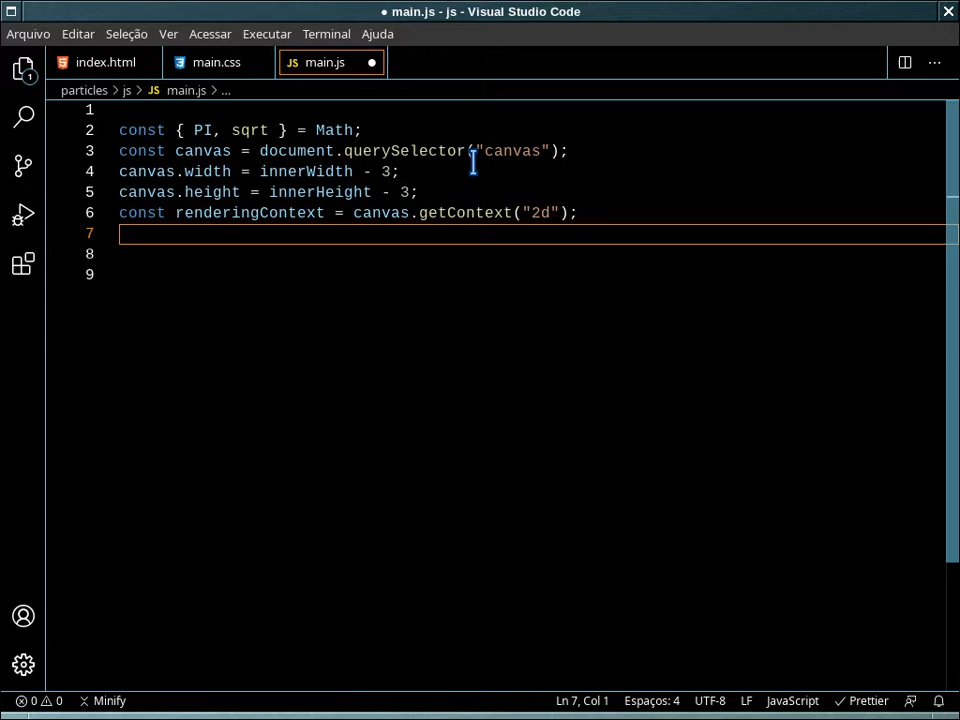 ● main.js - js - Visual Studio Code
Arquivo Editar Seleção Ver Acessar Executar Terminal Ajuda
index.html main.css JS main.js ●
particles > js > JS main.js > ...
1
2 const { PI, sqrt } = Math;
3 const canvas = document.querySelector("canvas");
4 canvas.width = innerWidth - 3;
5 canvas.height = innerHeight - 3;
6 const renderingContext = canvas.getContext("2d");
7
8
9
1
0 0 Minify Ln 7, Col 1 Espaços: 4 UTF-8 LF JavaScript Prettier